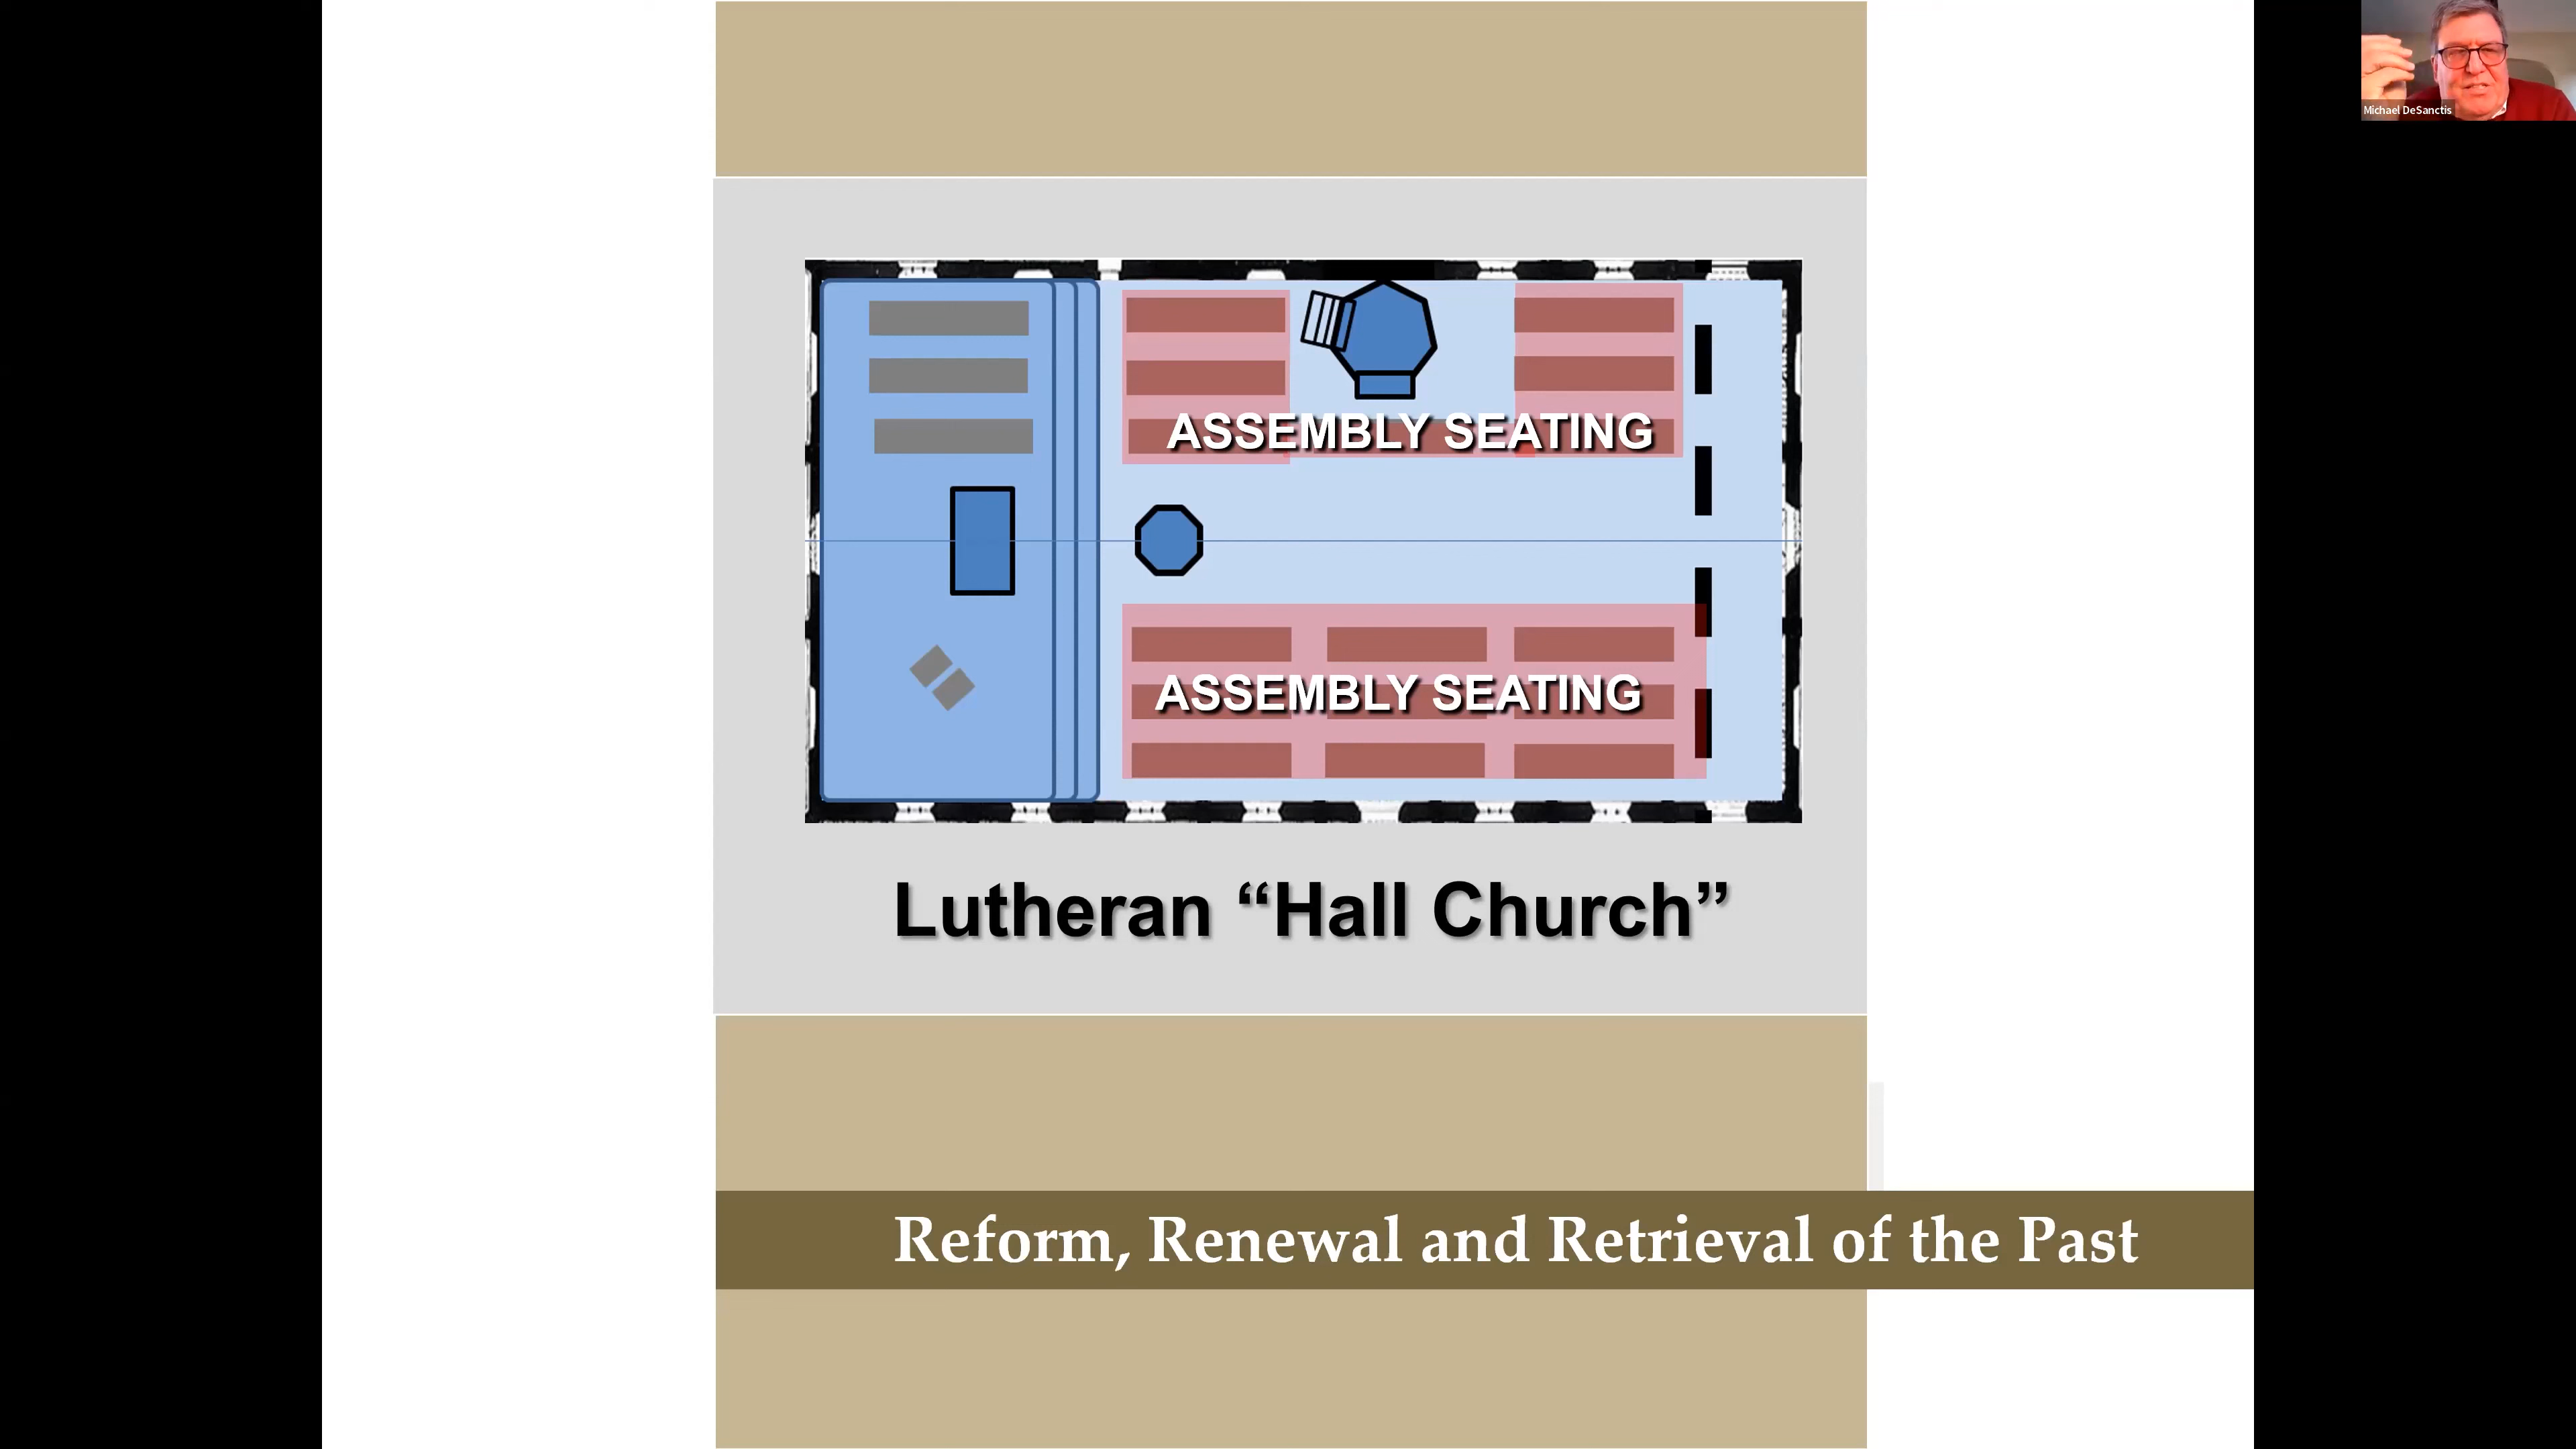 Michael DeSanctis
ASSEMBLY SEATING
ASSEMBLY SEATING
Lutheran “Hall Church”
Reform, Renewal and Retrieval of the Past